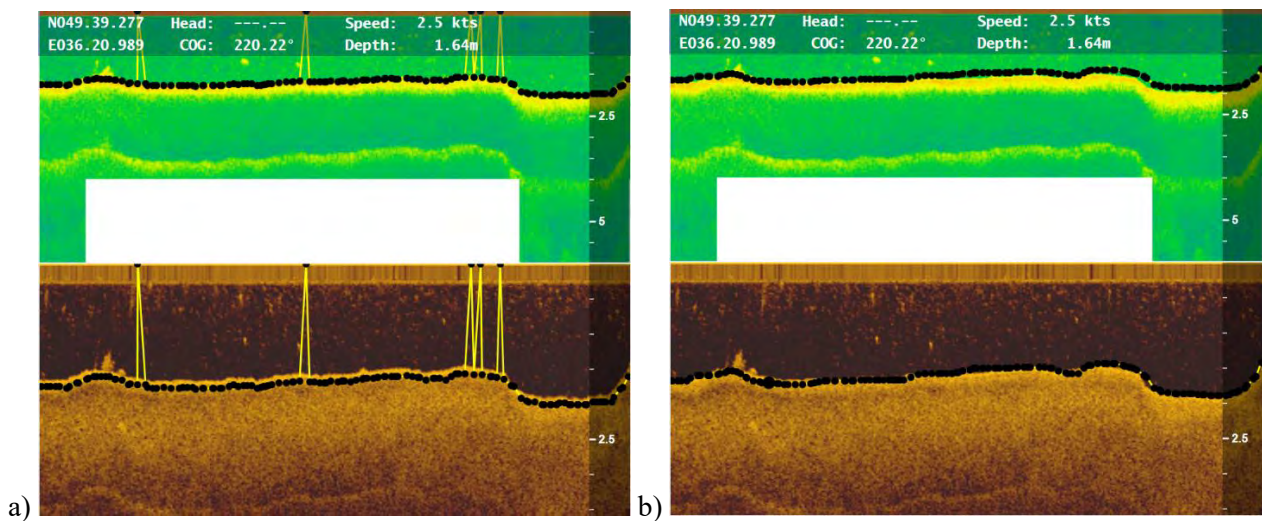 N049.39.277 Head: ---.-- Speed: 2.5 kts
E036.20.989 COG: 220.22° Depth: 1.64m
2.5
5
2.5
a)
N049.39.277 Head: ---.-- Speed: 2.5 kts
E036.20.989 COG: 220.22° Depth: 1.64m
2.5
5
2.5
b)